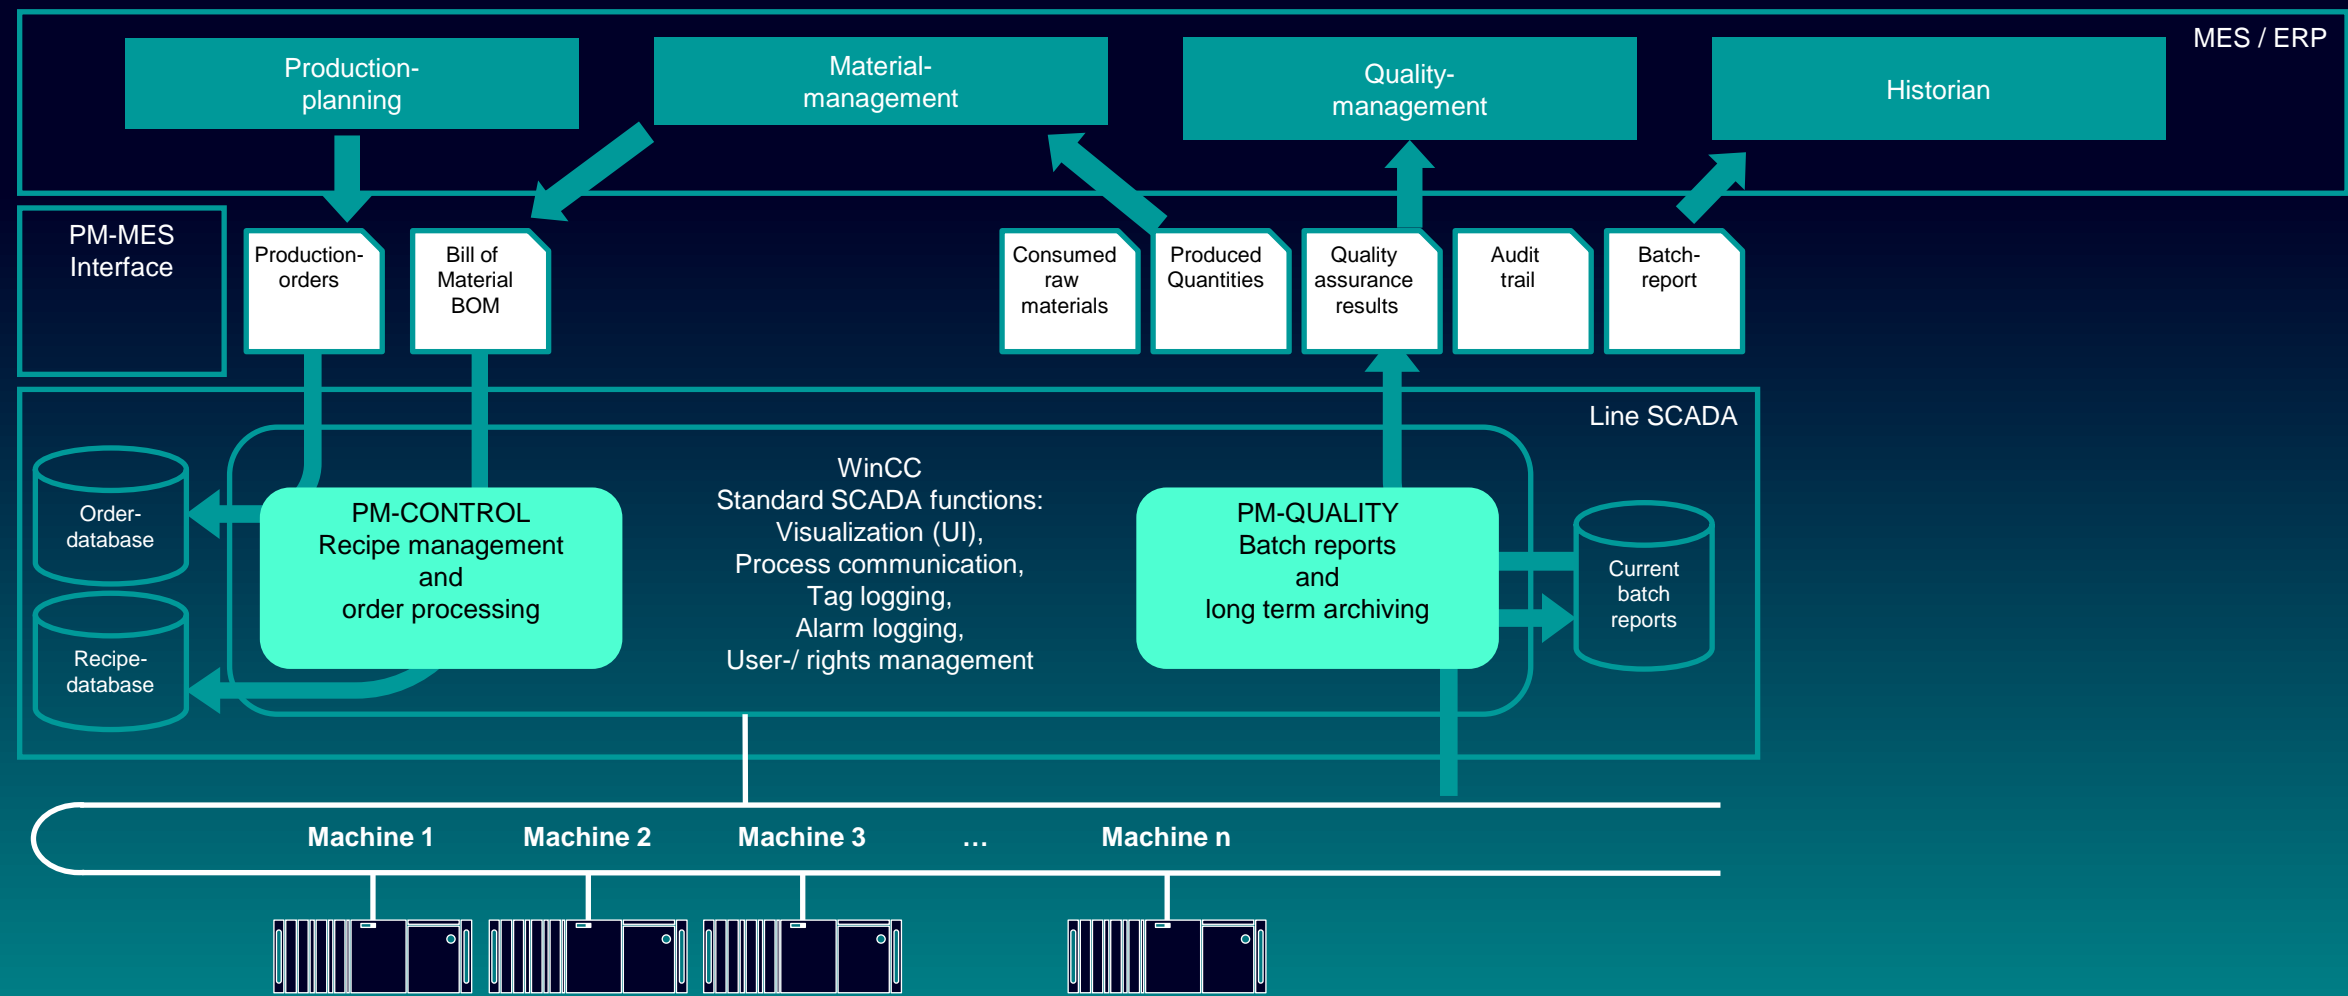 MES / ERP
Production-
planning
Material-
management
Quality-
management
Historian
PM-MES
Interface
Production-
orders
Bill of
Material
BOM
Consumed
raw
materials
Produced
Quantities
Quality
assurance
results
Audit
trail
Batch-
report
Line SCADA
Order-
database
Recipe-
database
PM-CONTROL
Recipe management
and
order processing
WinCC
Standard SCADA functions:
Visualization (UI),
Process communication,
Tag logging,
Alarm logging,
User-/ rights management
PM-QUALITY
Batch reports
and
long term archiving
Current
batch
reports
Machine 1
Machine 2
Machine 3
...
Machine n